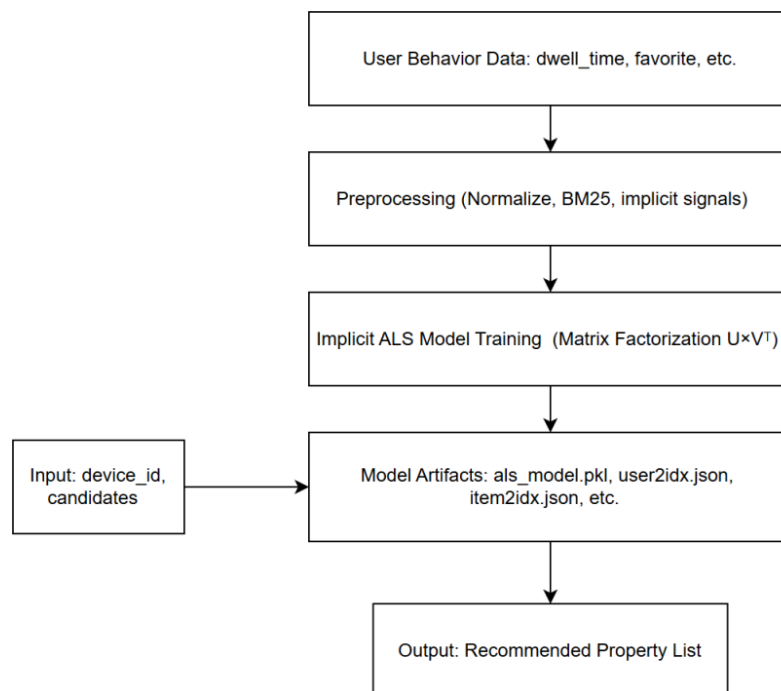 User Behavior Data: dwell_time, favorite, etc.
Preprocessing (Normalize, BM25, implicit signals)
Implicit ALS Model Training (Matrix Factorization U×Vᵀ)
Input: device_id,
candidates
Model Artifacts: als_model.pkl, user2idx.json,
item2idx.json, etc.
Output: Recommended Property List